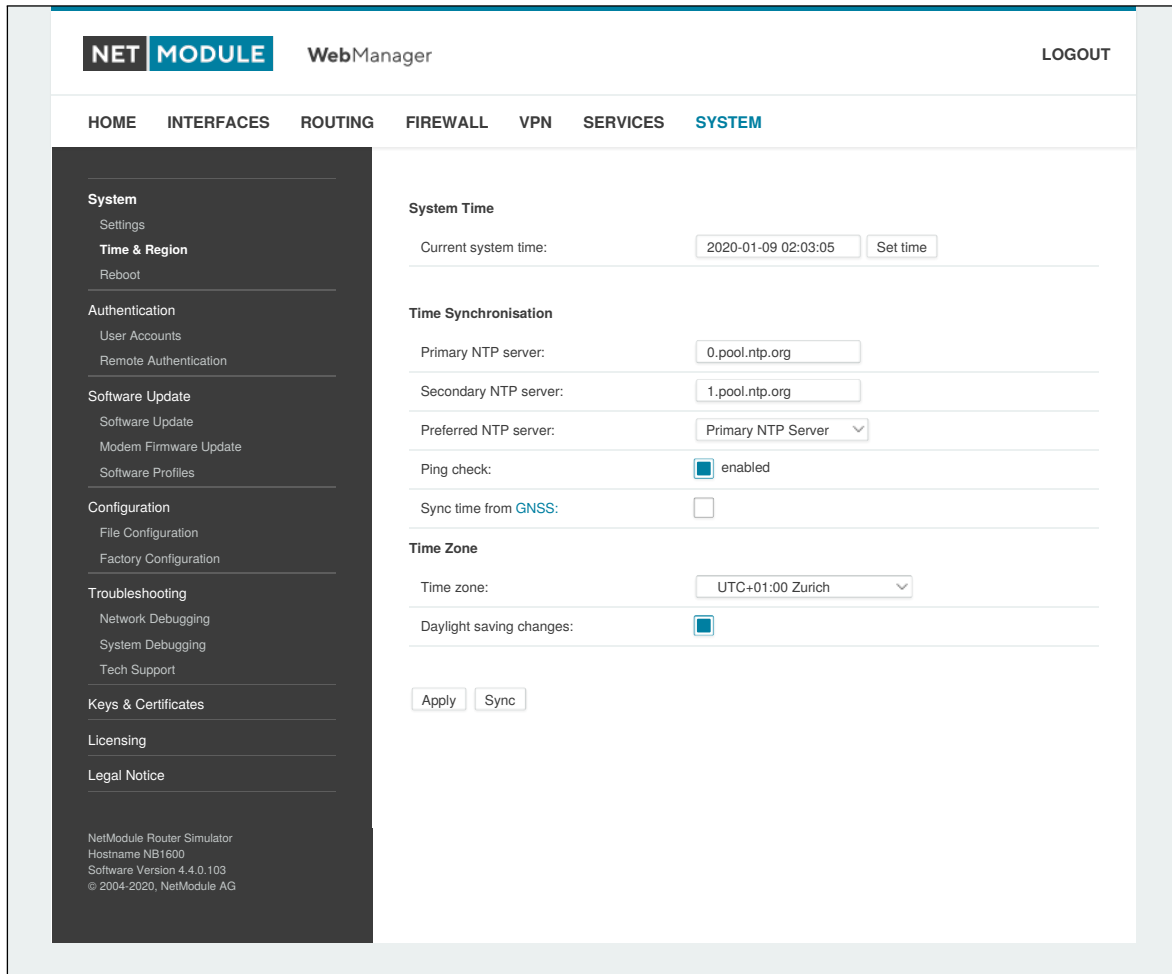 NET MODULE WebManager LOGOUT
HOME INTERFACES ROUTING FIREWALL VPN SERVICES SYSTEM
System
Settings
Time & Region
Reboot
Authentication
User Accounts
Remote Authentication
Software Update
Software Update
Modem Firmware Update
Software Profiles
Configuration
File Configuration
Factory Configuration
Troubleshooting
Network Debugging
System Debugging
Tech Support
Keys & Certificates
Licensing
Legal Notice
NetModule Router Simulator
Hostname NB1600
Software Version 4.4.0.103
© 2004-2020, NetModule AG
System Time
Current system time: 2020-01-09 02:03:05 Set time
Time Synchronisation
Primary NTP server: 0.pool.ntp.org
Secondary NTP server: 1.pool.ntp.org
Preferred NTP server: Primary NTP Server
Ping check: enabled
Sync time from GNSS:
Time Zone
Time zone: UTC+01:00 Zurich
Daylight saving changes:
Apply Sync